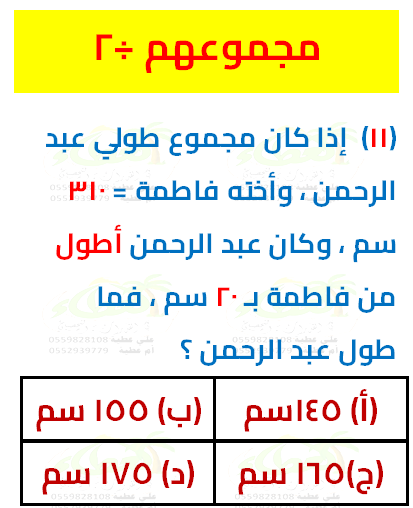 مجموعهم ÷٢
(١١) إذا كان مجموع طولي عبد
الرحمن ، وأخته فاطمة = ٣١٠
سم ، وكان عبد الرحمن أطول
من فاطمة بـ ٢٠ سم ، فما
طول عبد الرحمن ؟
(أ) ١٤٥سم
(ب) ١٥٥ سم
(ج)١٦٥ سم
(د) ١٧٥ سم